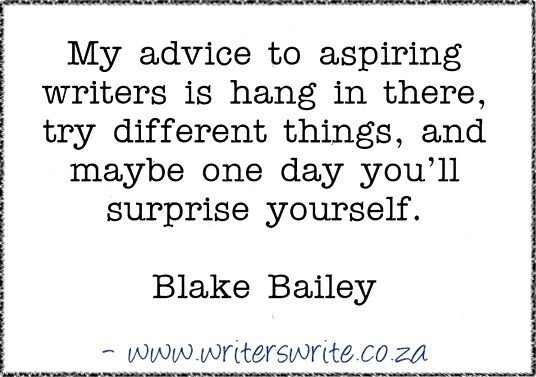 My advice to aspiring
writers is hang in there,
try different things, and
maybe one day you'll
surprise yourself.
Blake Bailey
- www.writerswrite.co.za